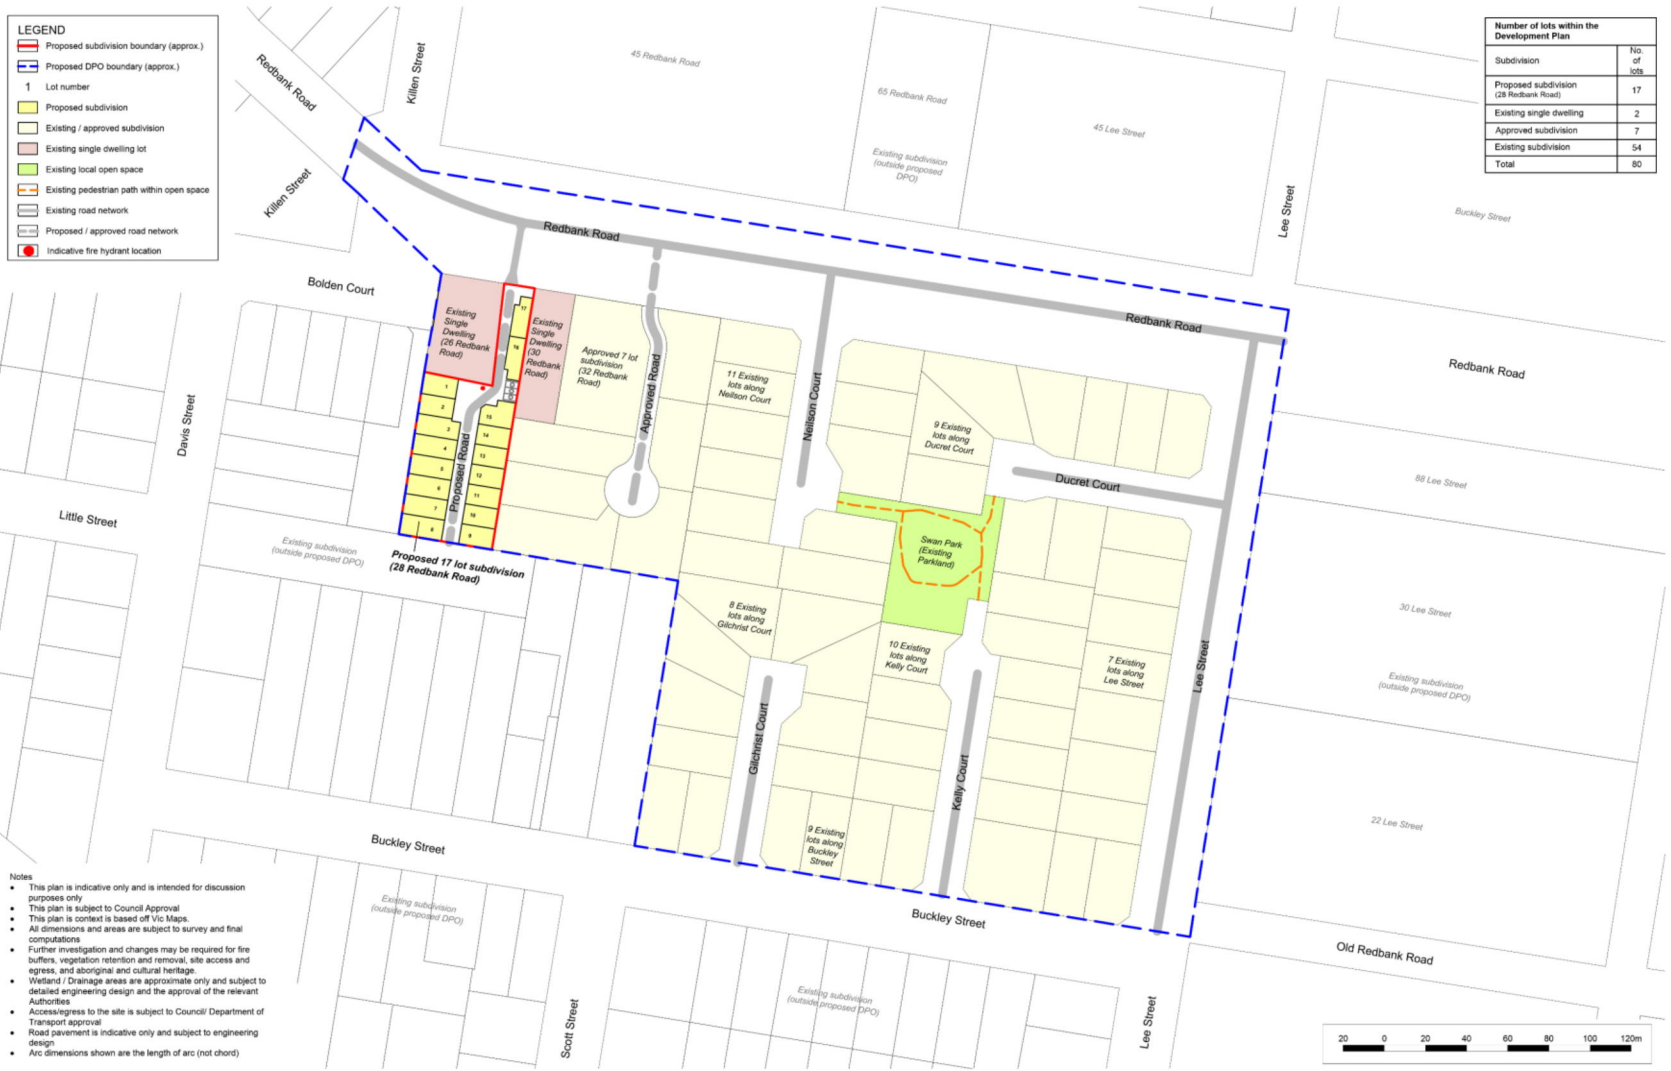 LEGEND
Proposed subdivision boundary (approx.)
Proposed DPO boundary (approx.)
1 Lot number
Proposed subdivision
Existing / approved subdivision
Existing single dwelling lot
Existing local open space
Existing pedestrian path within open space
Existing road network
Proposed / approved road network
Indicative fire hydrant location
Number of lots within the
Development Plan
Subdivision
No.
of
lots
Proposed subdivision
(28 Redbank Road)
17
Existing single dwelling 2
Approved subdivision 7
Existing subdivision 54
Total 80
Redbank Road
Killen Street
Killen Street
45 Redbank Road
65 Redbank Road
Existing subdivision
(outside proposed
DPO)
45 Lee Street
Lee Street
Buckley Street
Redbank Road
Redbank Road
Redbank Road
Bolden Court
Davis Street
Little Street
Existing
Single
Dwelling
(26 Redbank
Road)
Existing
Single
Dwelling
(30
Redbank
Road)
Approved 7 lot
subdivision
(32 Redbank
Road)
Approved Road
11 Existing
lots along
Neilson Court
Neilson Court
9 Existing
lots along
Ducret Court
Ducret Court
88 Lee Street
17
16
1
2
3
4
5
6
7
8
15
14
13
12
11
10
9
Proposed Road
Existing subdivision
(outside proposed DPO)
Proposed 17 lot subdivision
(28 Redbank Road)
Swan Park
(Existing
Parkland)
8 Existing
lots along
Gilchrist Court
10 Existing
lots along
Kelly Court
7 Existing
lots along
Lee Street
Lee Street
30 Lee Street
Existing subdivision
(outside proposed DPO)
Gilchrist Court
Kelly Court
9 Existing
lots along
Buckley
Street
22 Lee Street
Buckley Street
Existing subdivision
(outside proposed DPO)
Buckley Street
Old Redbank Road
Existing subdivision
(outside proposed DPO)
Scott Street
Lee Street
Notes
• This plan is indicative only and is intended for discussion
purposes only
• This plan is subject to Council Approval
• This plan is context is based off Vic Maps.
• All dimensions and areas are subject to survey and final
computations
• Further investigation and changes may be required for fire
buffers, vegetation retention and removal, site access and
egress, and aboriginal and cultural heritage.
• Wetland / Drainage areas are approximate only and subject to
detailed engineering design and the approval of the relevant
Authorities
• Access/egress to the site is subject to Council/ Department of
Transport approval
• Road pavement is indicative only and subject to engineering
design
• Arc dimensions shown are the length of arc (not chord)
20 0 20 40 60 80 100 120m